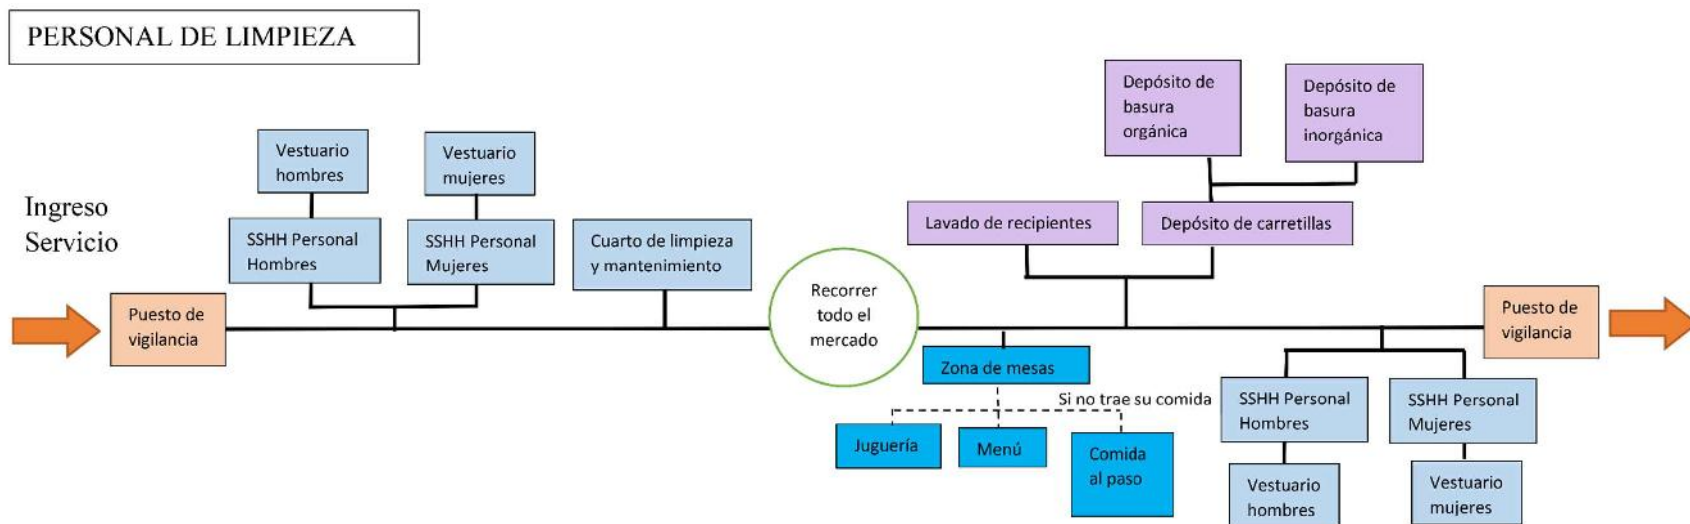 PERSONAL DE LIMPIEZA
Ingreso
Servicio
Puesto de
vigilancia
Vestuario
hombres
SSHH Personal
Hombres
Vestuario
mujeres
SSHH Personal
Mujeres
Cuarto de limpieza
y mantenimiento
Recorrer
todo el
mercado
Depósito de
basura
orgánica
Depósito de
basura
inorgánica
Lavado de recipientes
Depósito de carretillas
Zona de mesas
Si no trae su comida
Juguería
Menú
Comida
al paso
SSHH Personal
Hombres
Vestuario
hombres
SSHH Personal
Mujeres
Vestuario
mujeres
Puesto de
vigilancia